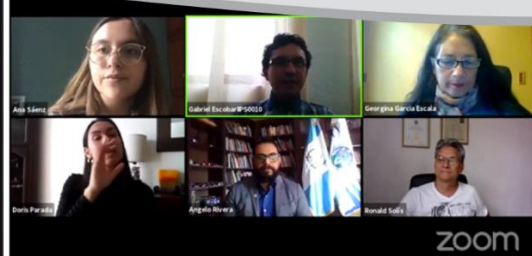 Ana Sáenz
Gabriel Escobar
Georgina García Escala
Doris Parada
Angelo Rivera
Ronald Solís
zoom